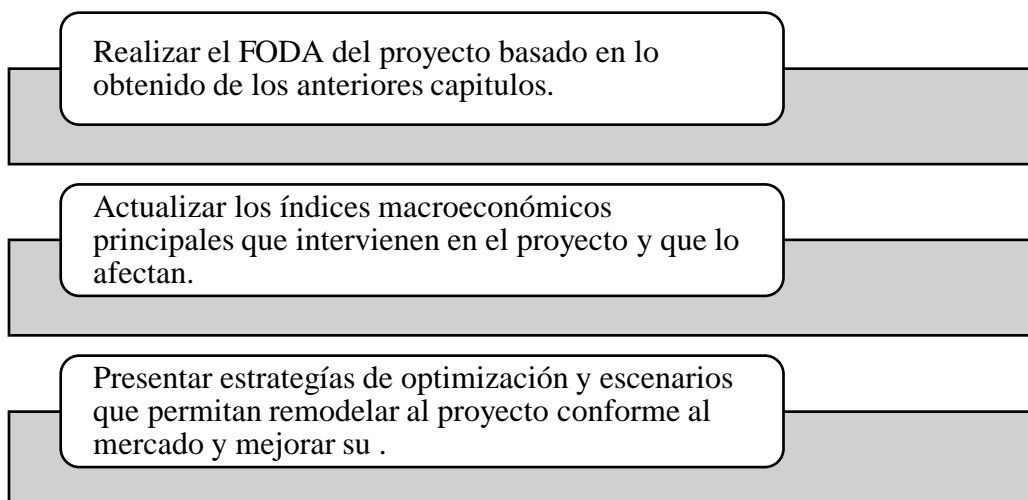 Realizar el FODA del proyecto basado en lo
obtenido de los anteriores capitulos.
Actualizar los índices macroeconómicos
principales que intervienen en el proyecto y que lo
afectan.
Presentar estrategías de optimización y escenarios
que permitan remodelar al proyecto conforme al
mercado y mejorar su .